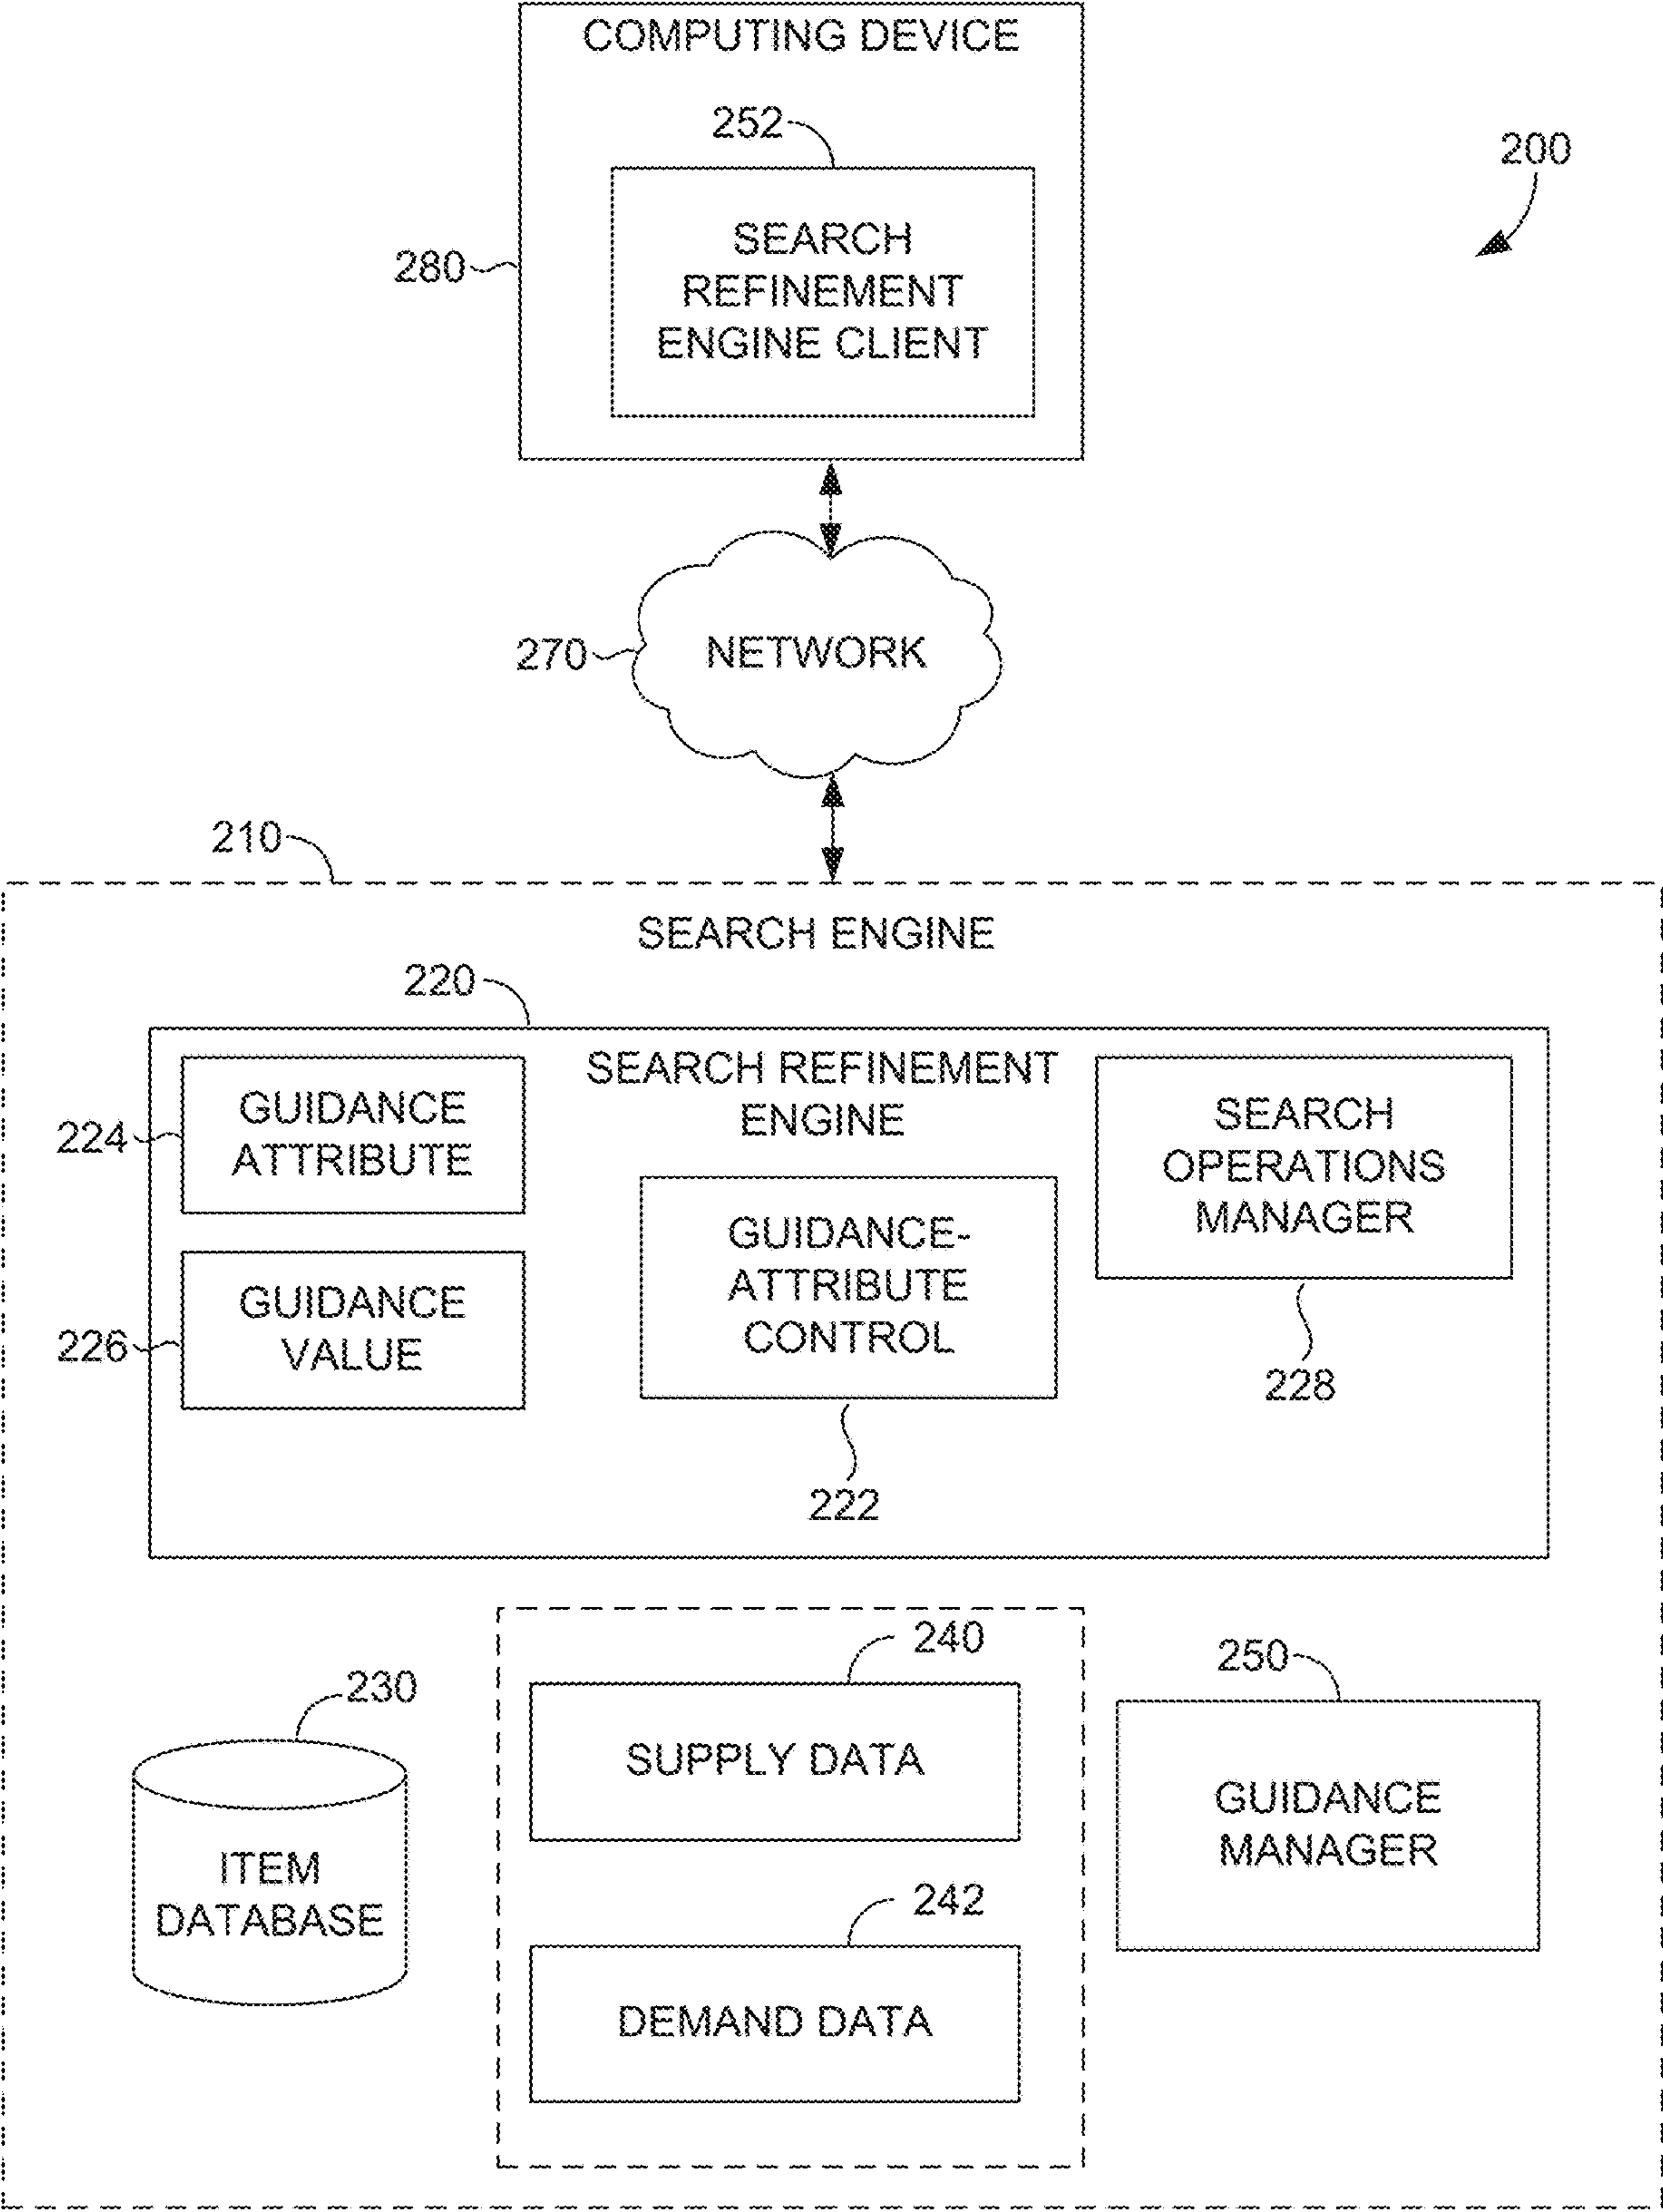 COMPUTING DEVICE
252
200
SEARCH
REFINEMENT
ENGINE CLIENT
280
270
NETWORK
210
SEARCH ENGINE
220
SEARCH REFINEMENT
ENGINE
GUIDANCE
ATTRIBUTE
224
GUIDANCE
VALUE
226
GUIDANCE-
ATTRIBUTE
CONTROL
222
SEARCH
OPERATIONS
MANAGER
228
230
ITEM
DATABASE
240
SUPPLY DATA
242
DEMAND DATA
250
GUIDANCE
MANAGER